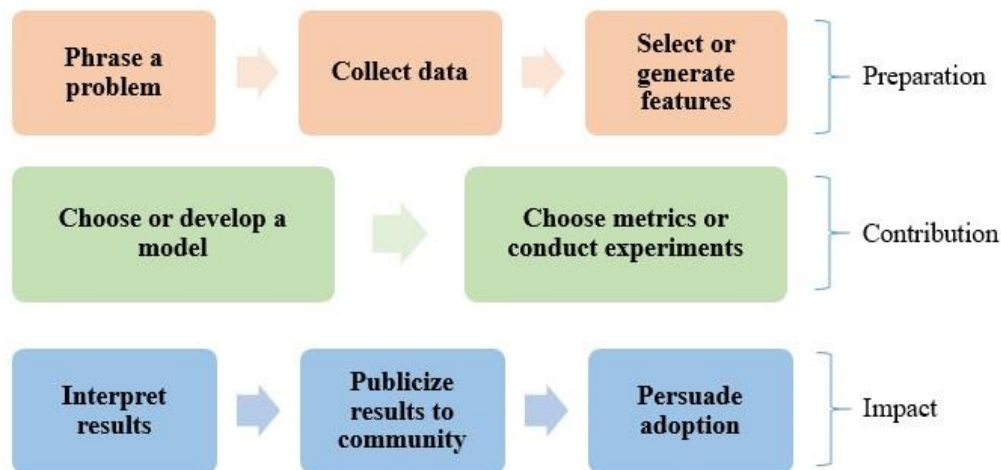 Phrase a
problem
Collect data
Select or
generate
features
Preparation
Choose or develop a
model
Choose metrics or
conduct experiments
Contribution
Interpret
results
Publicize
results to
community
Persuade
adoption
Impact